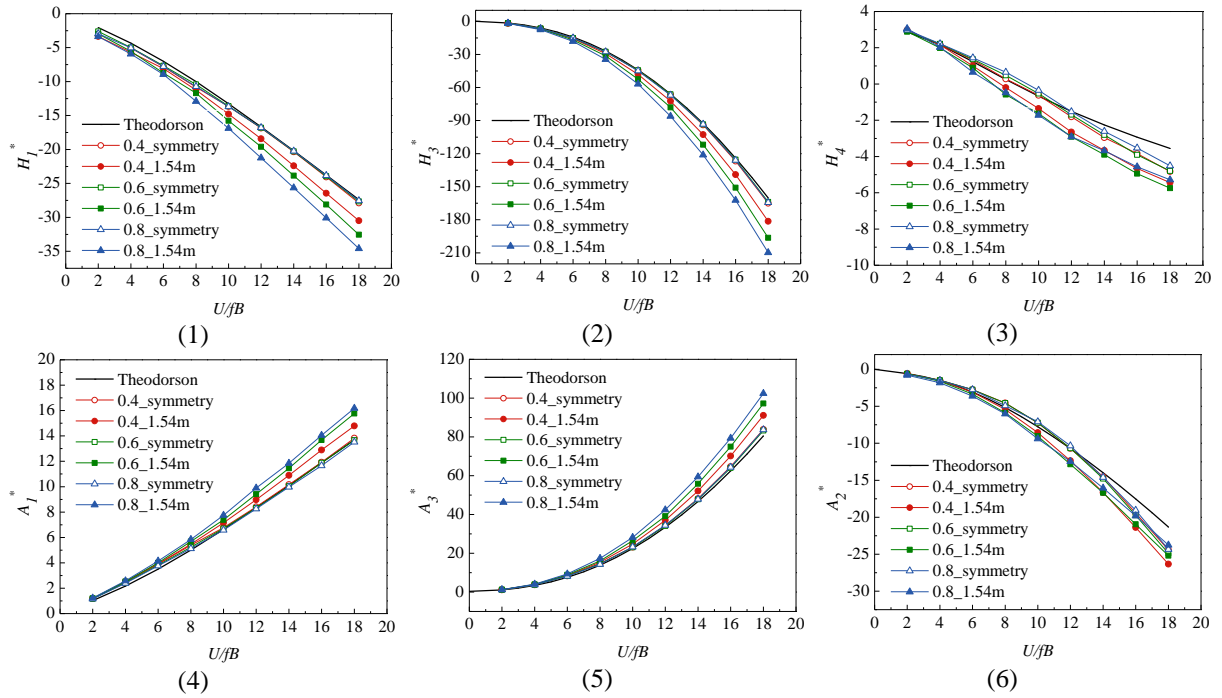 0
-5
-10
-15
-20
-25
-30
-35
H1*
Theodorson
0.4_symmetry
0.4_1.54m
0.6_symmetry
0.6_1.54m
0.8_symmetry
0.8_1.54m
0 2 4 6 8 10 12 14 16 18 20
U/fB
(1)
0
-30
-60
-90
-120
-150
-180
-210
H3*
Theodorson
0.4_symmetry
0.4_1.54m
0.6_symmetry
0.6_1.54m
0.8_symmetry
0.8_1.54m
0 2 4 6 8 10 12 14 16 18 20
U/fB
(2)
4
2
0
-2
-4
-6
-8
-10
H4*
Theodorson
0.4_symmetry
0.4_1.54m
0.6_symmetry
0.6_1.54m
0.8_symmetry
0.8_1.54m
0 2 4 6 8 10 12 14 16 18 20
U/fB
(3)
20
18
16
14
12
10
8
6
4
2
0
A1*
Theodorson
0.4_symmetry
0.4_1.54m
0.6_symmetry
0.6_1.54m
0.8_symmetry
0.8_1.54m
0 2 4 6 8 10 12 14 16 18 20
U/fB
(4)
120
100
80
60
40
20
0
A3*
Theodorson
0.4_symmetry
0.4_1.54m
0.6_symmetry
0.6_1.54m
0.8_symmetry
0.8_1.54m
0 2 4 6 8 10 12 14 16 18 20
U/fB
(5)
0
-5
-10
-15
-20
-25
-30
A2*
Theodorson
0.4_symmetry
0.4_1.54m
0.6_symmetry
0.6_1.54m
0.8_symmetry
0.8_1.54m
0 2 4 6 8 10 12 14 16 18 20
U/fB
(6)